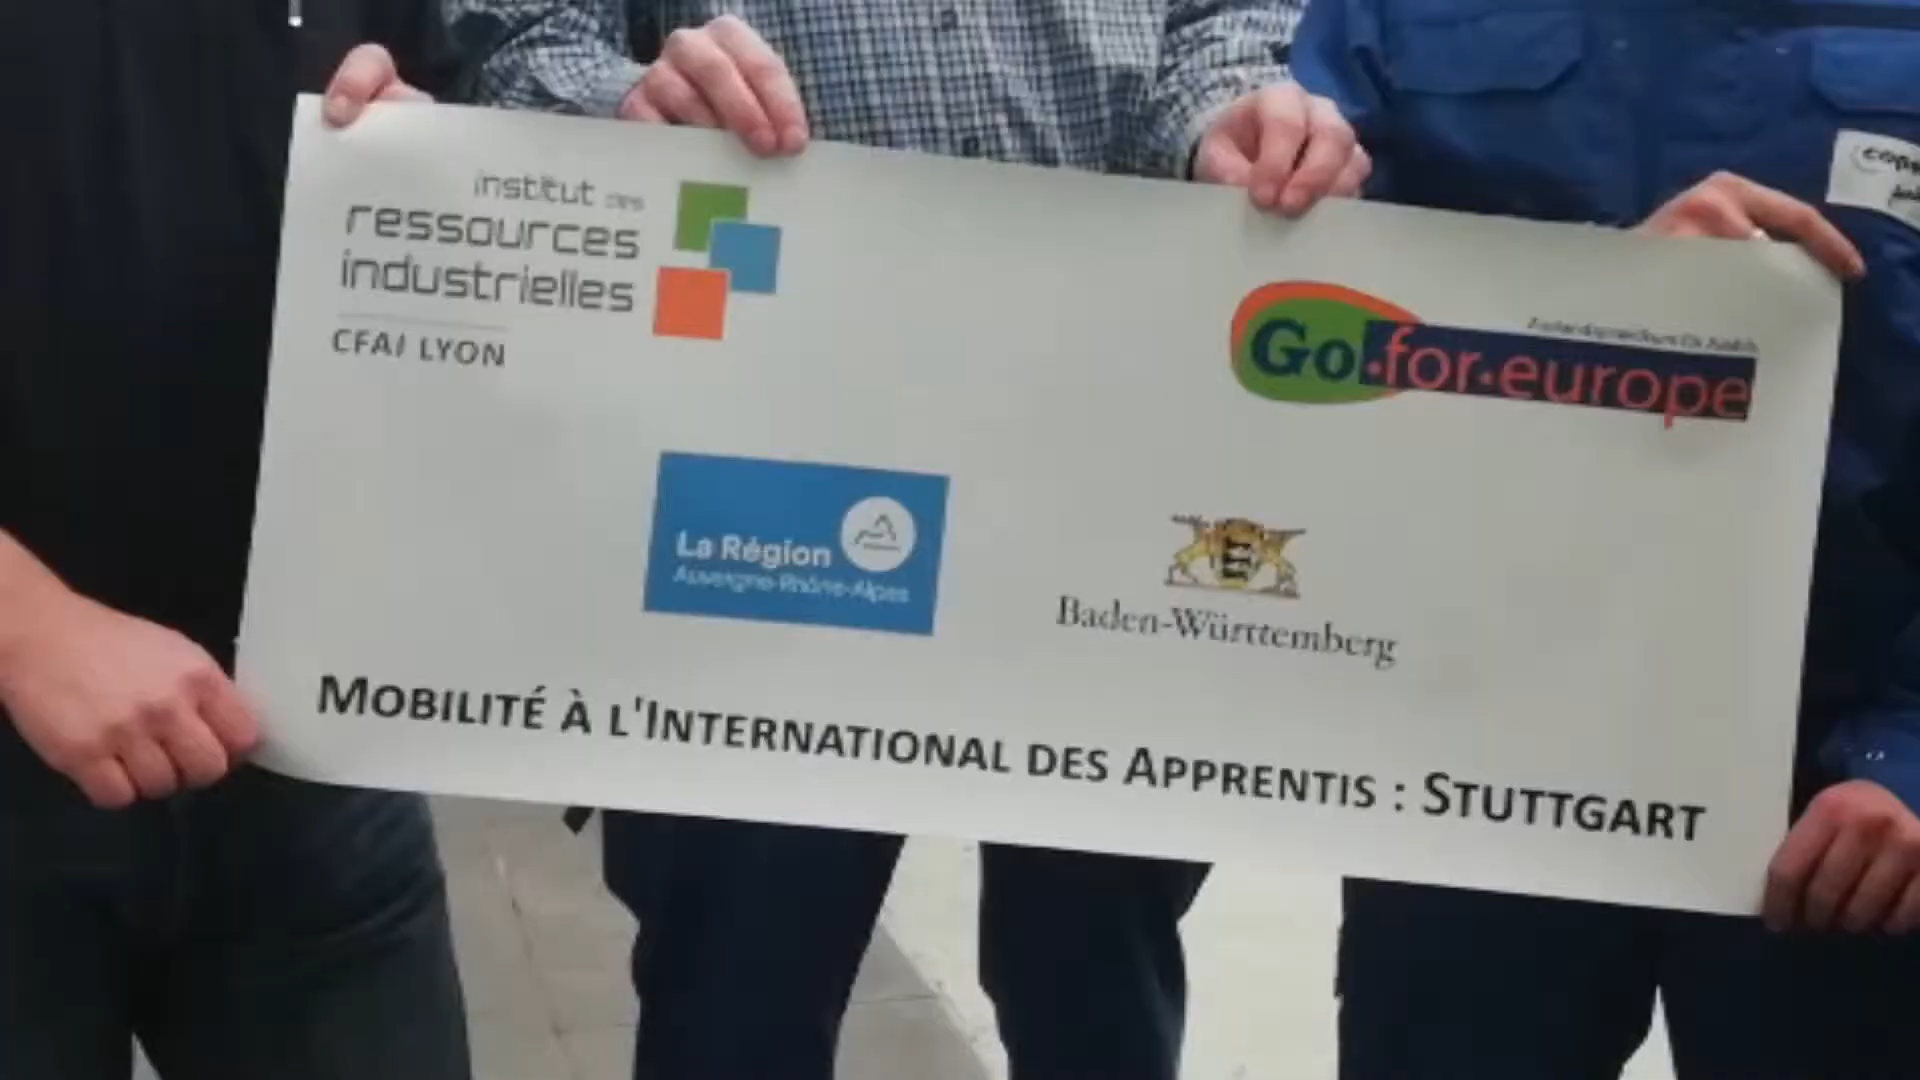 institut des
ressources
industrielles
CFAI LYON
Go.for.europe
La Région
Auvergne-Rhône-Alpes
Baden-Württemberg
MOBILITÉ À L'INTERNATIONAL DES APPRENTIS : STUTTGART